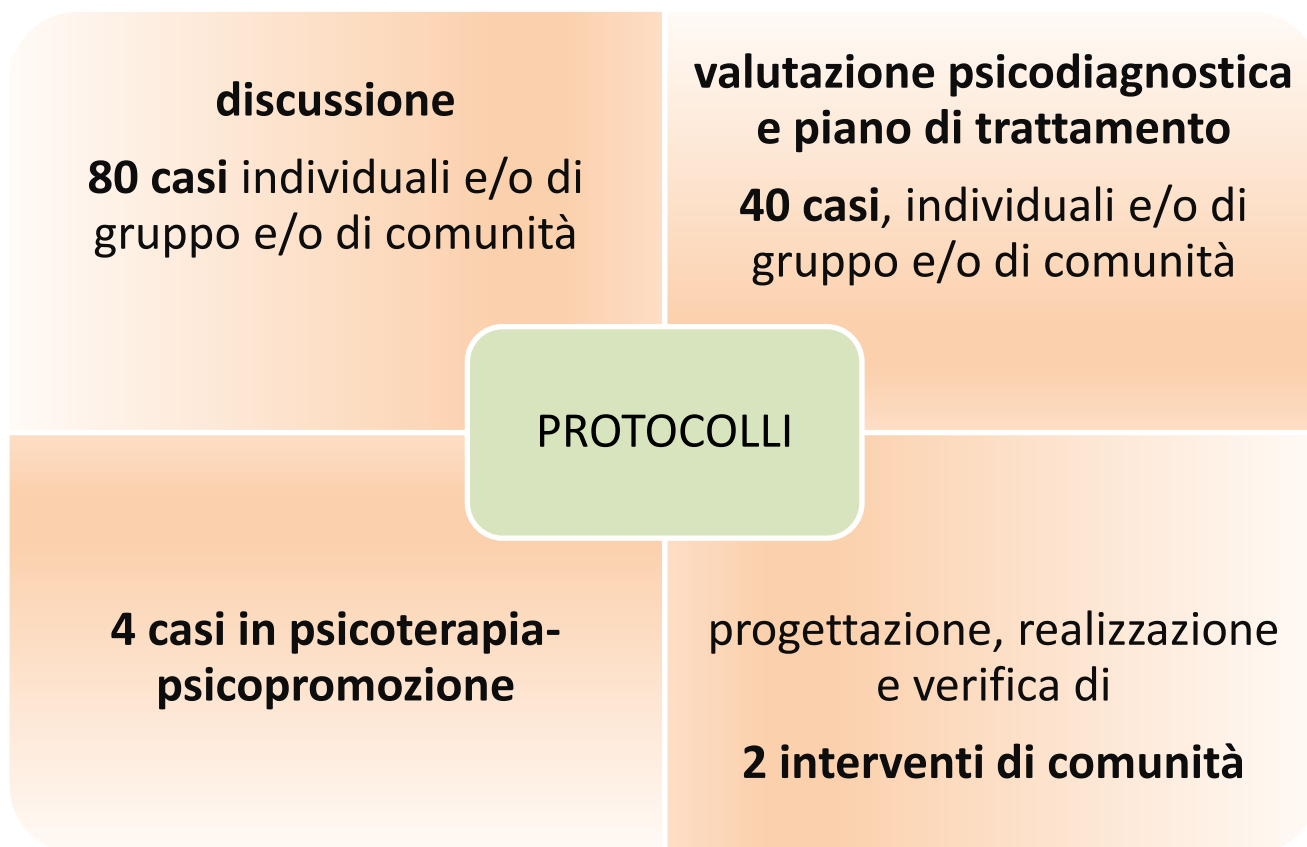 discussione
80 casi individuali e/o di
gruppo e/o di comunità
valutazione psicodiagnostica
e piano di trattamento
40 casi, individuali e/o di
gruppo e/o di comunità
PROTOCOLLI
4 casi in psicoterapia-
psicopromozione
progettazione, realizzazione
e verifica di
2 interventi di comunità